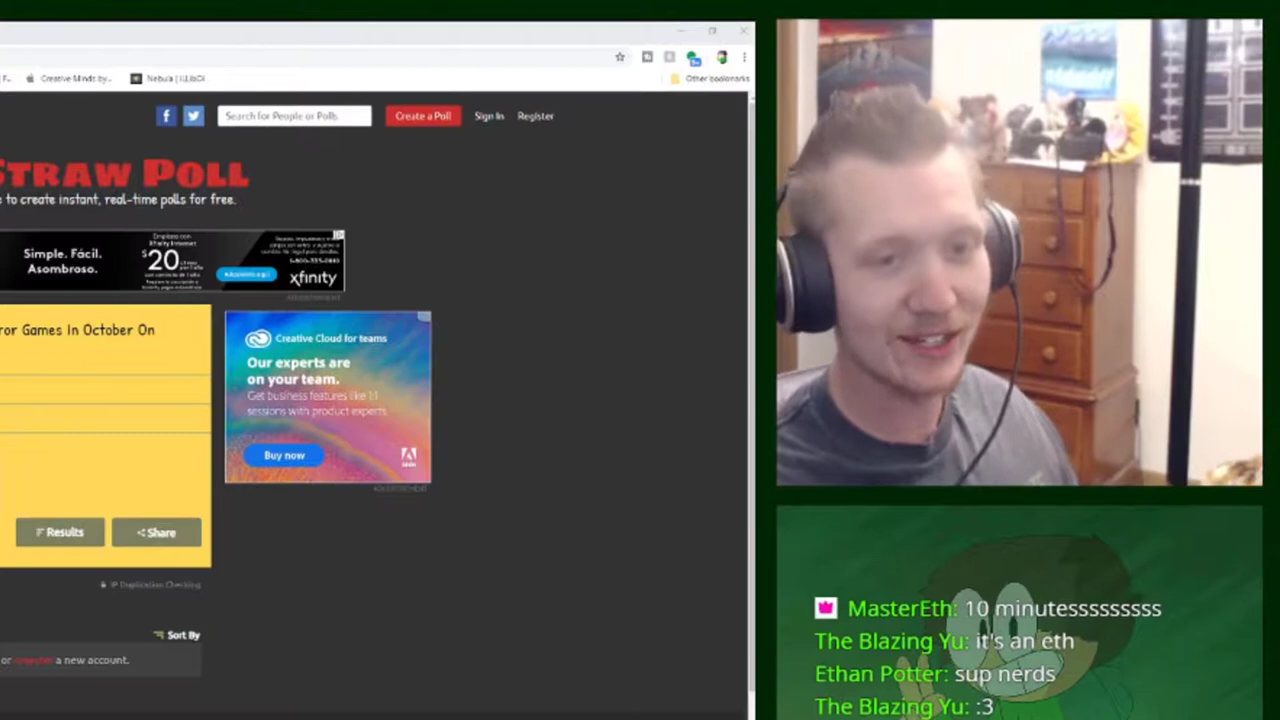 Creative Minds by...
Other bookmarks
Search for People or Polls
Create a Poll
Sign In
Register
STRAW POLL
to create instant, real-time polls for free.
Simple. Fácil.
Asombroso.
$20
xfinity
ror Games In October On
Creative Cloud for teams
Our experts are
on your team.
Get business features like 1:1
sessions with product experts.
Buy now
Results
Share
IP Duplication Checking
Sort By
or a new account.
MasterEth: 10 minutesssssssss
The Blazing Yu: it's an eth
Ethan Potter: sup nerds
The Blazing Yu: :3